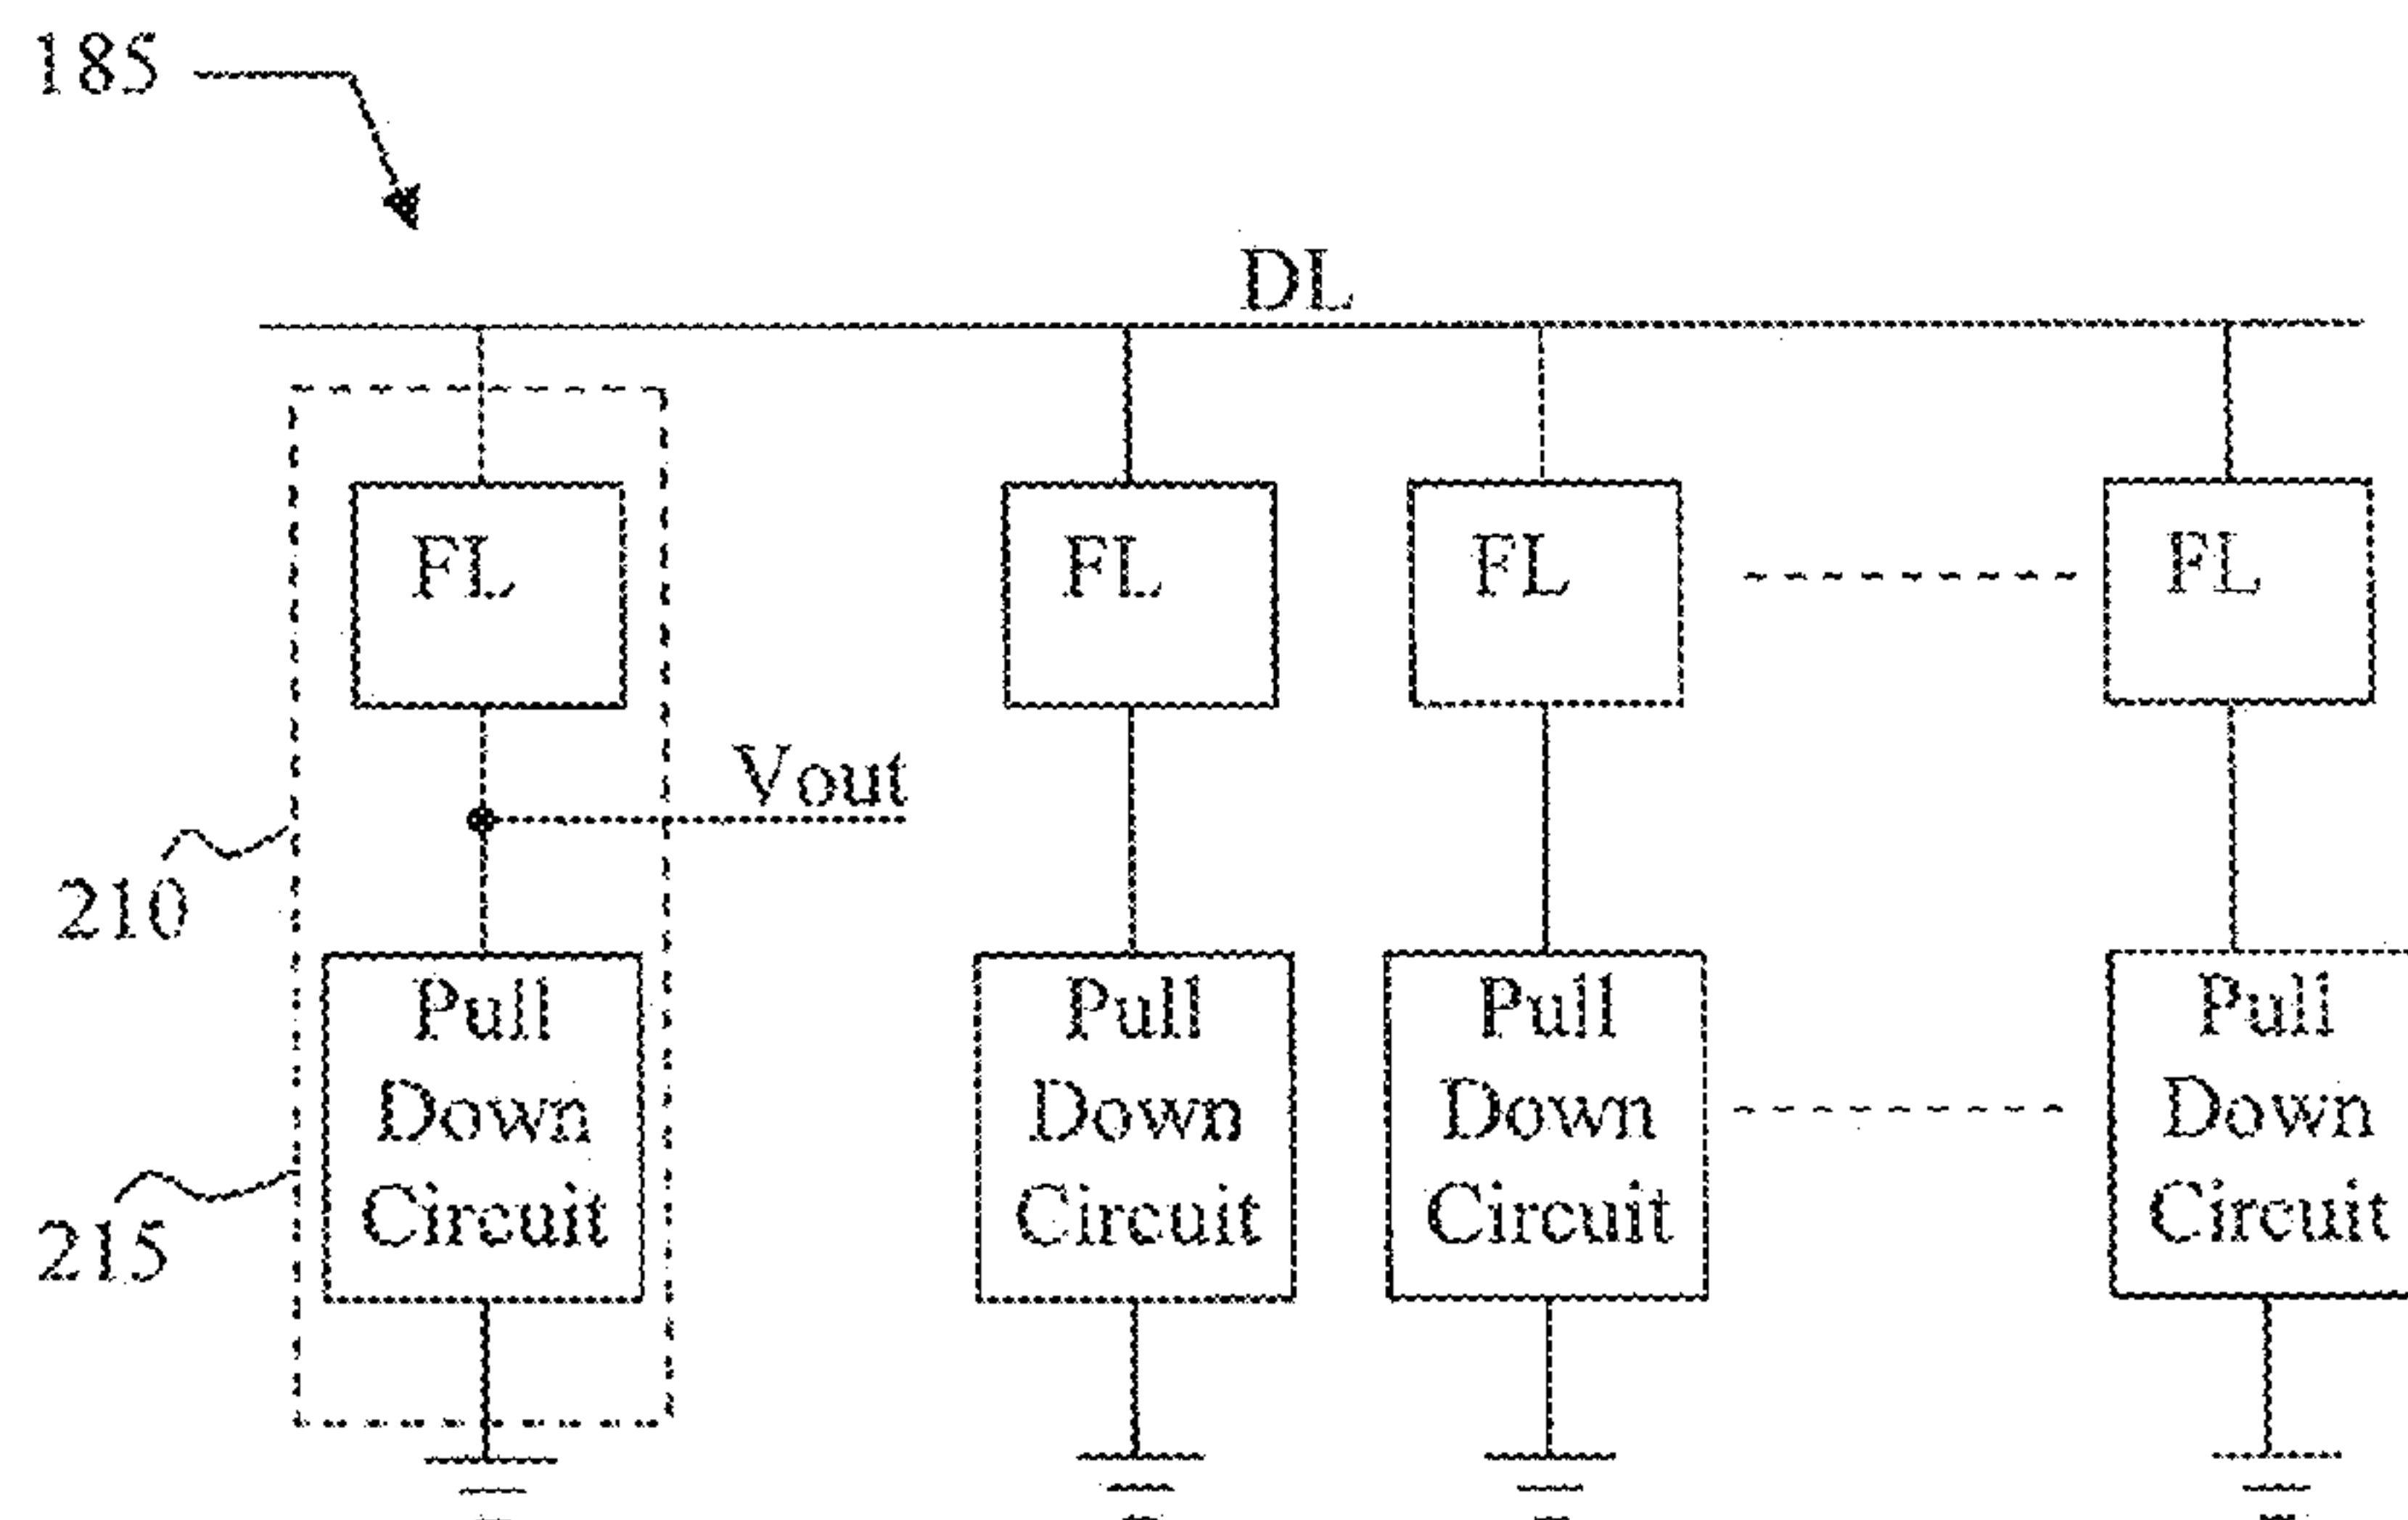 185
DL
FL
FL
FL
FL
Vout
210
Pull
Down
Circuit
Pull
Down
Circuit
Pull
Down
Circuit
Pull
Down
Circuit
215